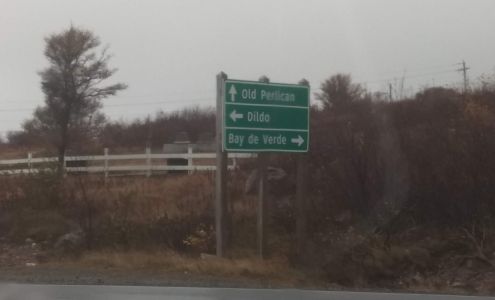 ↑ Old Perlican
← Dildo
Bay de Verde →